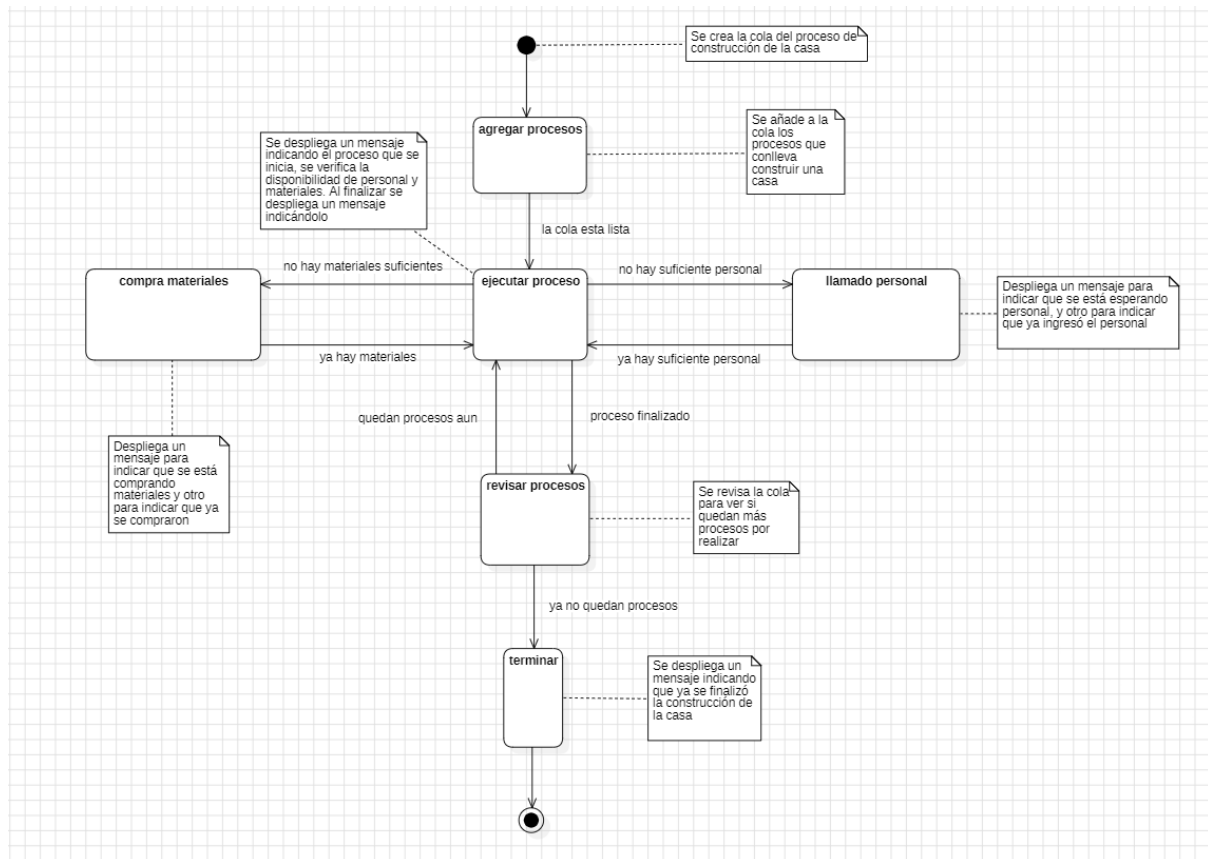 Se crea la cola del proceso de
construcción de la casa
agregar procesos
Se añade a la
cola los
procesos que
conlleva
construir una
casa
Se despliega un mensaje
indicando el proceso que se
inicia, se verifica la
disponibilidad de personal y
materiales. Al finalizar se
despliega un mensaje
indicándolo
la cola esta lista
compra materiales
no hay materiales suficientes
ejecutar proceso
no hay suficiente personal
llamado personal
Despliega un mensaje para
indicar que se está esperando
personal, y otro para indicar
que ya ingresó el personal
ya hay materiales
ya hay suficiente personal
quedan procesos aun
proceso finalizado
Despliega un
mensaje para
indicar que se está
comprando
materiales y otro
para indicar que ya
se compraron
revisar procesos
Se revisa la cola
para ver si
quedan más
procesos por
realizar
ya no quedan procesos
terminar
Se despliega un
mensaje indicando
que ya se finalizó
la construcción de
la casa